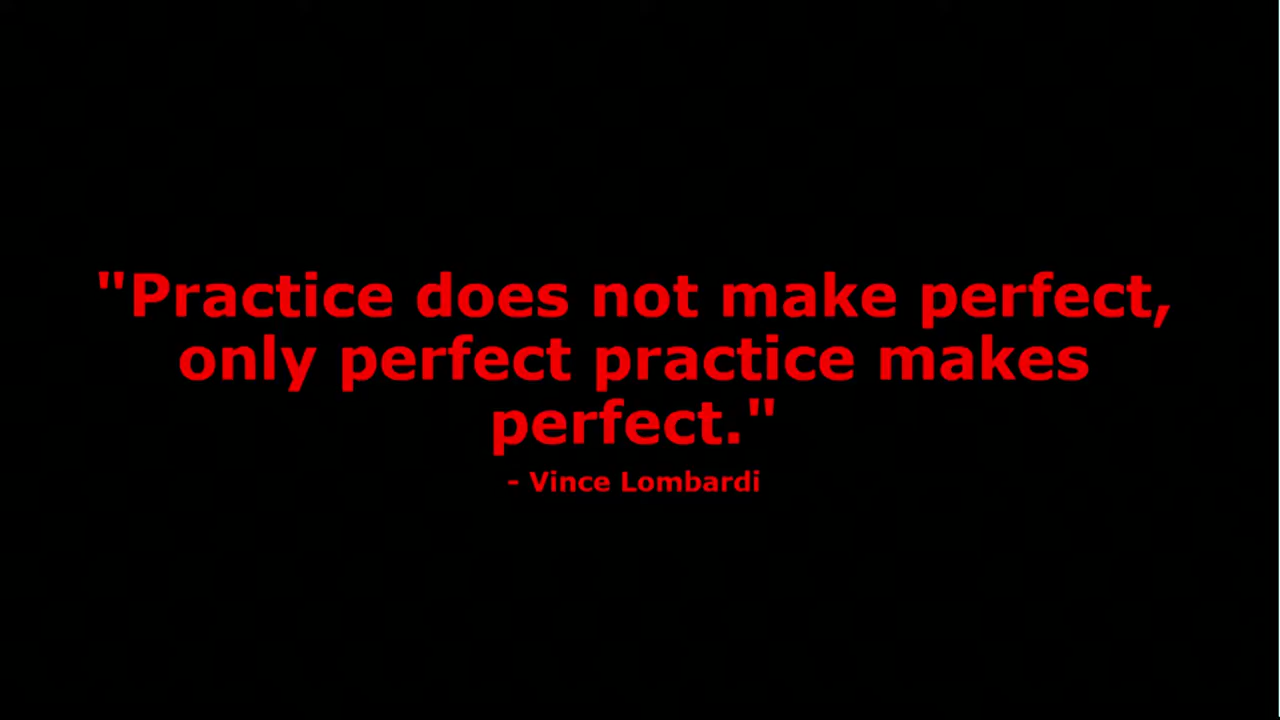 "Practice does not make perfect,
only perfect practice makes
perfect."
- Vince Lombardi